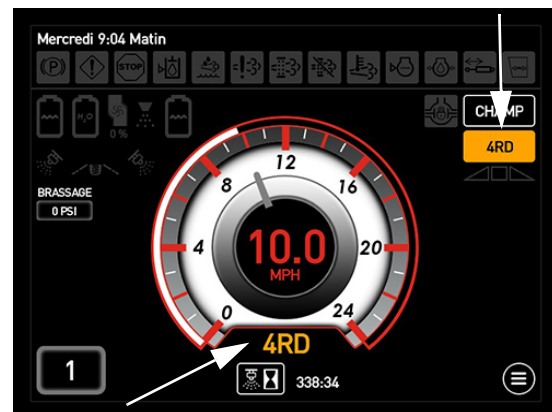 Mercredi 9:04 Matin
(P)
STOP
H₂O
0 %
CHAMP
4RD
BRASSAGE
0 PSI
0
4
8
12
16
20
24
10.0
MPH
4RD
1
338:34